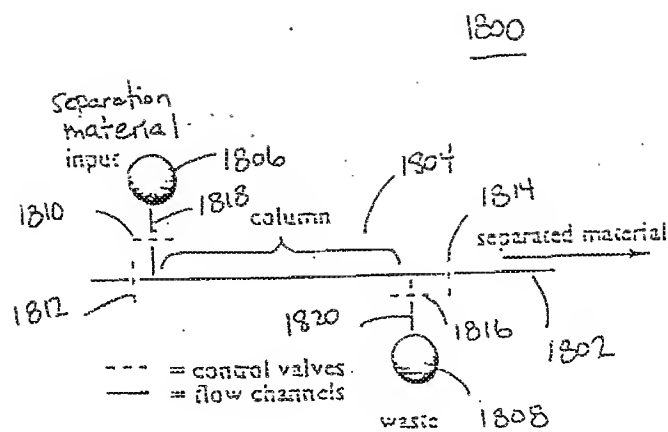 1800
Separation
material
input
1806
1818
1804
1814
1810
column
separated material
1812
1820
1816
1802
--- = control valves
— = flow channels
1808
waste